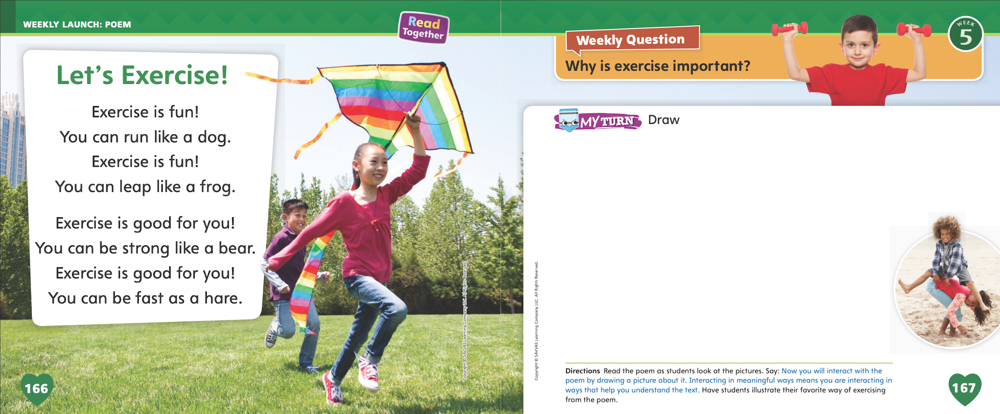 WEEKLY LAUNCH: POEM
Read
Together
Let's Exercise!
Exercise is fun!
You can run like a dog.
Exercise is fun!
You can leap like a frog.
Exercise is good for you!
You can be strong like a bear.
Exercise is good for you!
You can be fast as a hare.
Copyright © SAVVAS Learning Company LLC. All Rights Reserved.
166
WEEK
5
Weekly Question
Why is exercise important?
MY TURN Draw
Copyright © SAVVAS Learning Company LLC. All Rights Reserved.
Directions Read the poem as students look at the pictures. Say: Now you will interact with the
poem by drawing a picture about it. Interacting in meaningful ways means you are interacting in
ways that help you understand the text. Have students illustrate their favorite way of exercising
from the poem.
167